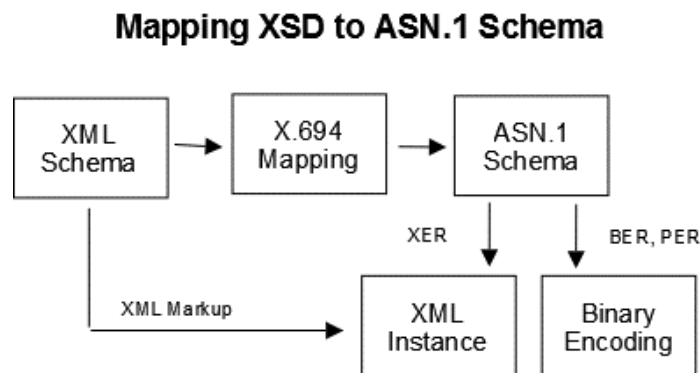 Mapping XSD to ASN.1 Schema
XML
Schema
X.694
Mapping
ASN.1
Schema
XER
BER, PER
XML Markup
XML
Instance
Binary
Encoding